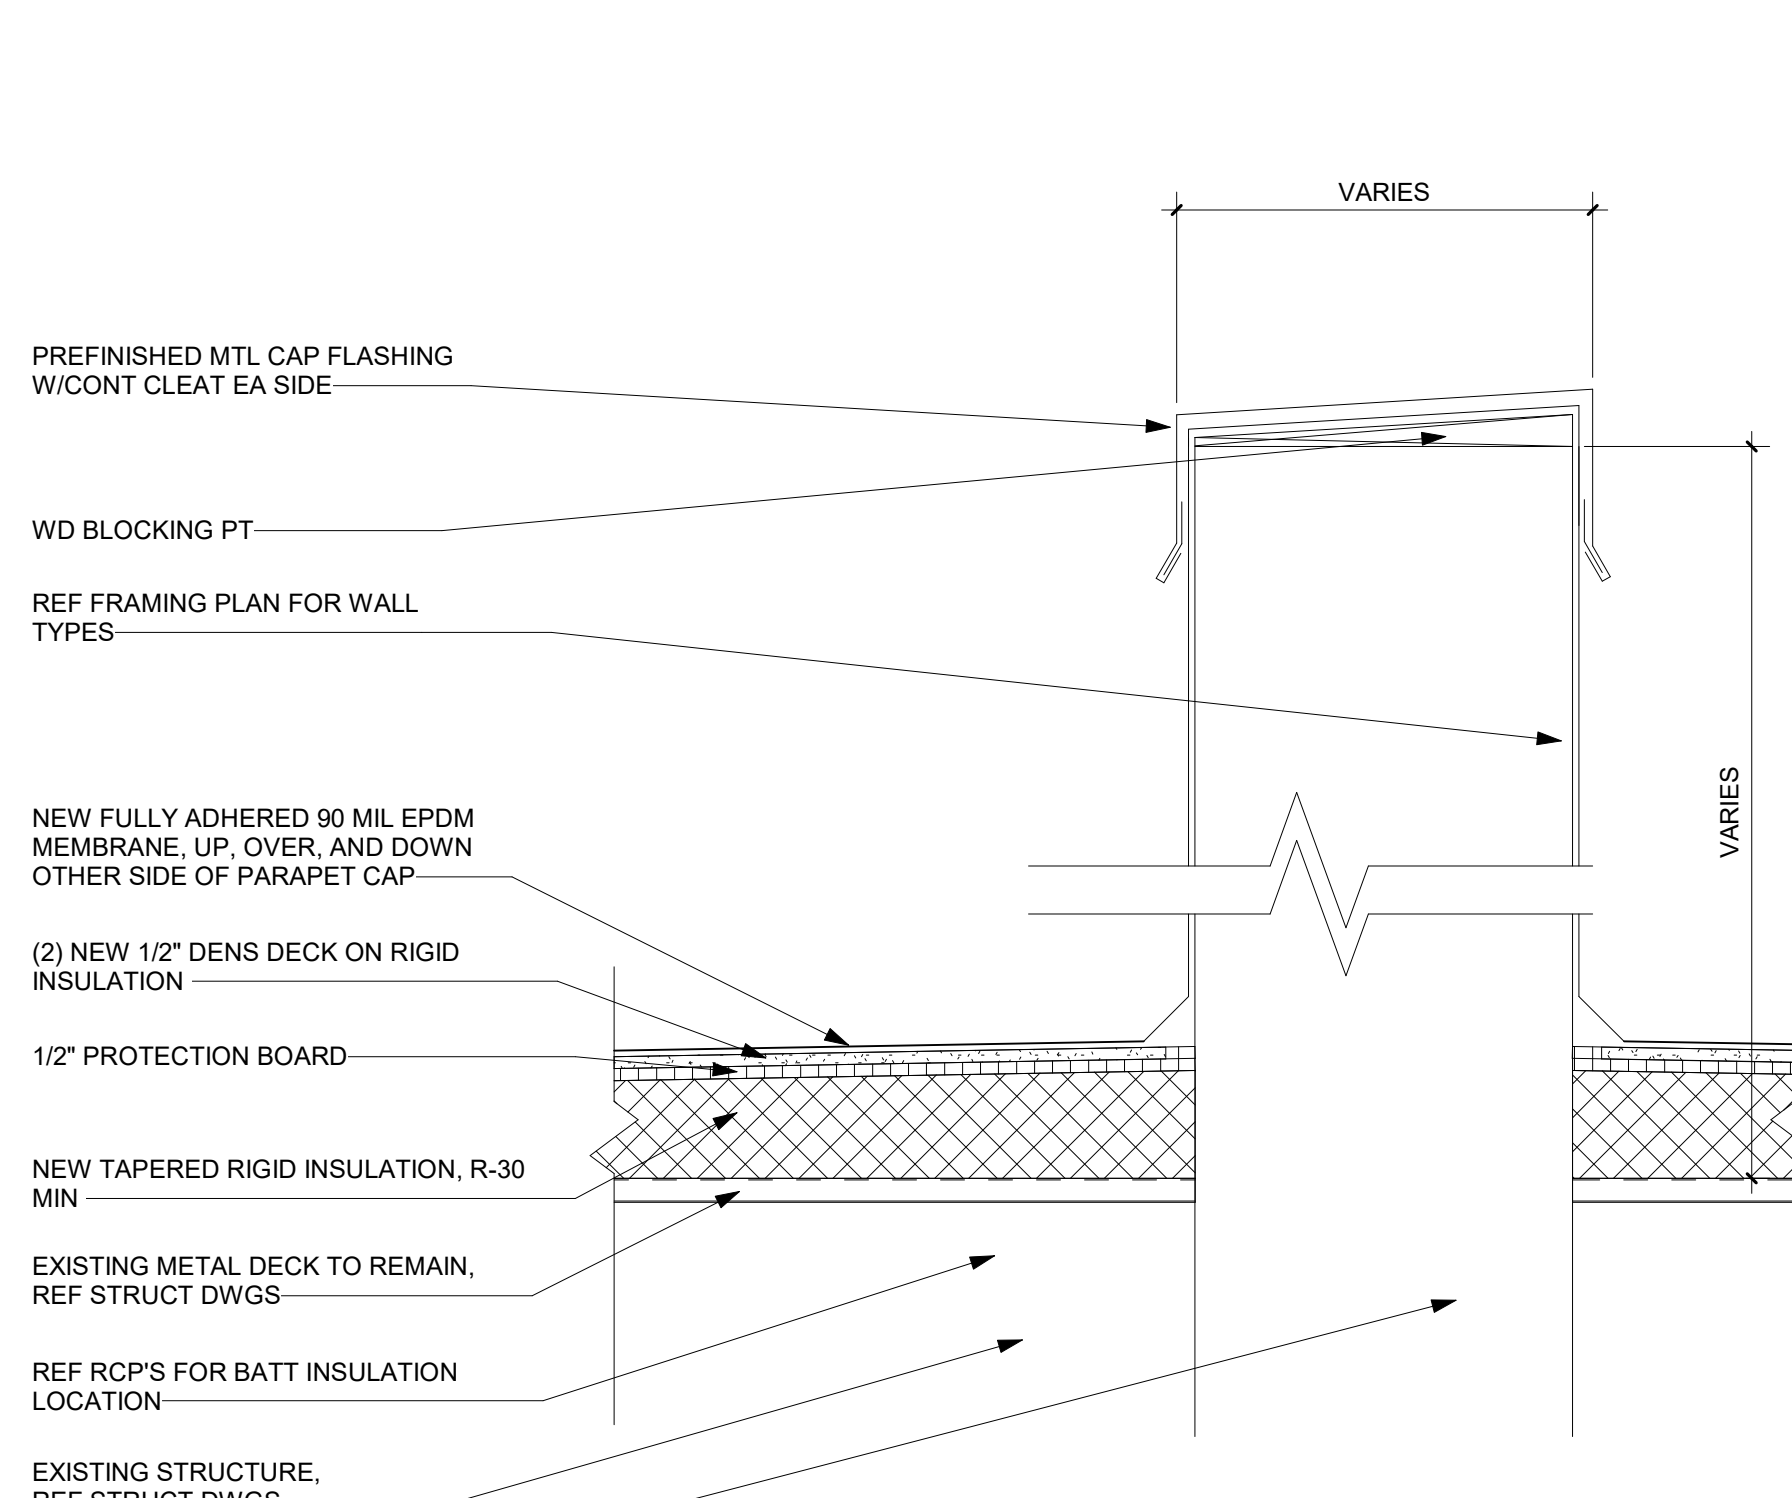 VARIES
PREFINISHED MTL CAP FLASHING
W/CONT CLEAT EA SIDE
WD BLOCKING PT
REF FRAMING PLAN FOR WALL
TYPES
VARIES
NEW FULLY ADHERED 90 MIL EPDM
MEMBRANE, UP, OVER, AND DOWN
OTHER SIDE OF PARAPET CAP
(2) NEW 1/2" DENS DECK ON RIGID
INSULATION
1/2" PROTECTION BOARD
NEW TAPERED RIGID INSULATION, R-30
MIN
EXISTING METAL DECK TO REMAIN,
REF STRUCT DWGS
REF RCP'S FOR BATT INSULATION
LOCATION
EXISTING STRUCTURE,
REF STRUCT DWGS